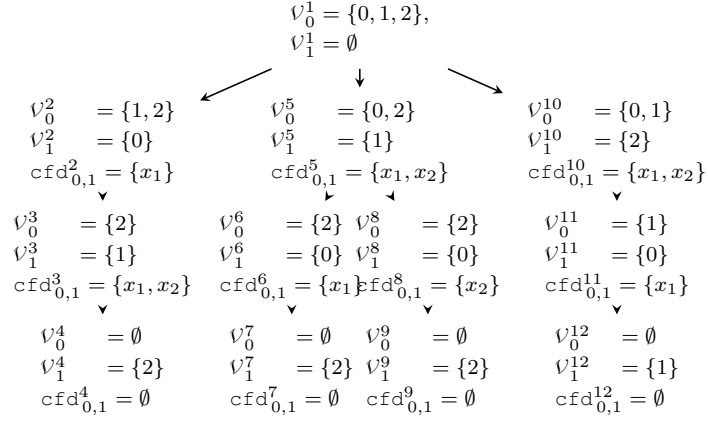 𝒱₀¹ = {0, 1, 2},
𝒱₁¹ = ∅
𝒱₀² = {1, 2}
𝒱₁² = {0}
cfd²₀,₁ = {x₁}
𝒱₀⁵ = {0, 2}
𝒱₁⁵ = {1}
cfd⁵₀,₁ = {x₁, x₂}
𝒱₀¹⁰ = {0, 1}
𝒱₁¹⁰ = {2}
cfd¹⁰₀,₁ = {x₁, x₂}
𝒱₀³ = {2}
𝒱₁³ = {1}
cfd³₀,₁ = {x₁, x₂}
𝒱₀⁶ = {2}
𝒱₁⁶ = {0}
cfd⁶₀,₁ = {x₁}
𝒱₀⁸ = {2}
𝒱₁⁸ = {0}
cfd⁸₀,₁ = {x₂}
𝒱₀¹¹ = {1}
𝒱₁¹¹ = {0}
cfd¹¹₀,₁ = {x₁}
𝒱₀⁴ = ∅
𝒱₁⁴ = {2}
cfd⁴₀,₁ = ∅
𝒱₀⁷ = ∅
𝒱₁⁷ = {2}
cfd⁷₀,₁ = ∅
𝒱₀⁹ = ∅
𝒱₁⁹ = {2}
cfd⁹₀,₁ = ∅
𝒱₀¹² = ∅
𝒱₁¹² = {1}
cfd¹²₀,₁ = ∅